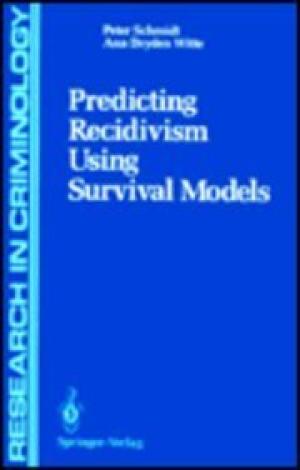 Peter Schmidt
Ann Dryden Witte
Predicting
Recidivism
Using
Survival Models
RESEARCH IN CRIMINOLOGY
Springer-Verlag